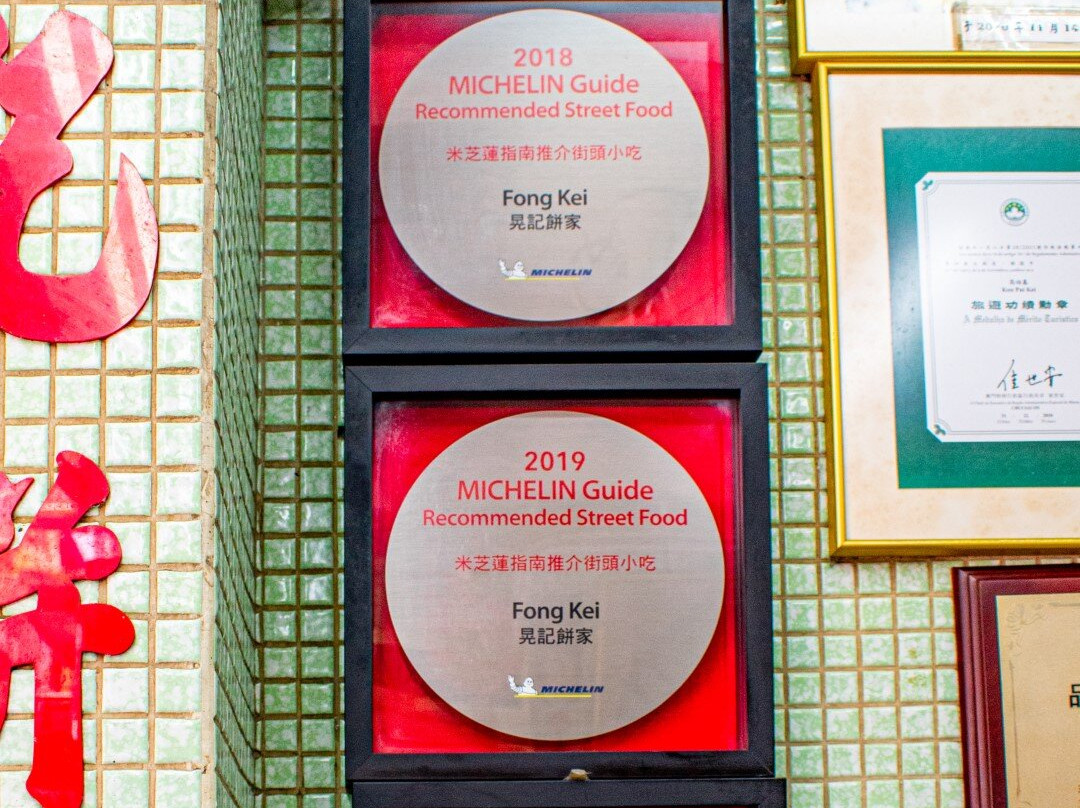 2018
MICHELIN Guide
Recommended Street Food
米芝蓮指南推介街頭小吃
Fong Kei
晃記餅家
MICHELIN
2019
MICHELIN Guide
Recommended Street Food
米芝蓮指南推介街頭小吃
Fong Kei
晃記餅家
MICHELIN
旅遊功績勳章
A Medalha de Mérito Turístico